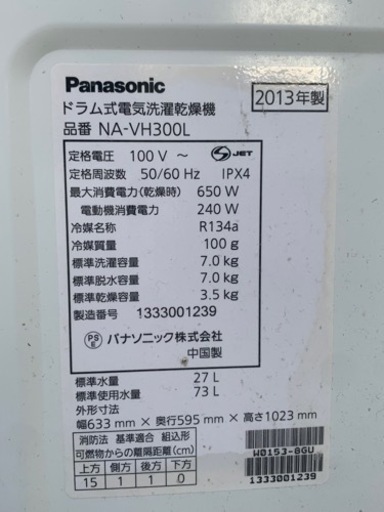 Panasonic
ドラム式電気洗濯乾燥機
2013年製
品番 NA-VH300L
定格電圧 100 V ～ S JET
定格周波数 50/60 Hz IPX4
最大消費電力(乾燥時) 650 W
電動機消費電力 240 W
冷媒名称 R134a
冷媒質量 100 g
標準洗濯容量 7.0 kg
標準脱水容量 7.0 kg
標準乾燥容量 3.5 kg
製造番号 1333001239
PS E パナソニック株式会社
中国製
標準水量 27 L
標準使用水量 73 L
外形寸法
幅633 mm × 奥行595 mm × 高さ1023 mm
消防法 基準適合 組込形
可燃物からの離隔距離(cm)
上方 側方 後方 下方
15 1 1 0
W0153-8GU
1333001239